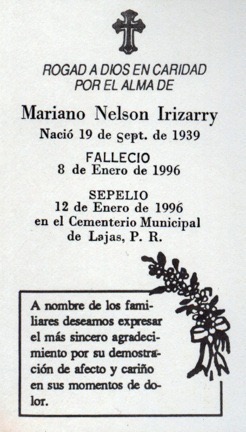 ROGAD A DIOS EN CARIDAD
POR EL ALMA DE
Mariano Nelson Irizarry
Nació 19 de sept. de 1939
FALLECIO
8 de Enero de 1996
SEPELIO
12 de Enero de 1996
en el Cementerio Municipal
de Lajas, P. R.
A nombre de los fami-
liares deseamos expresar
el más sincero agradeci-
miento por su demostra-
ción de afecto y cariño
en sus momentos de do-
lor.